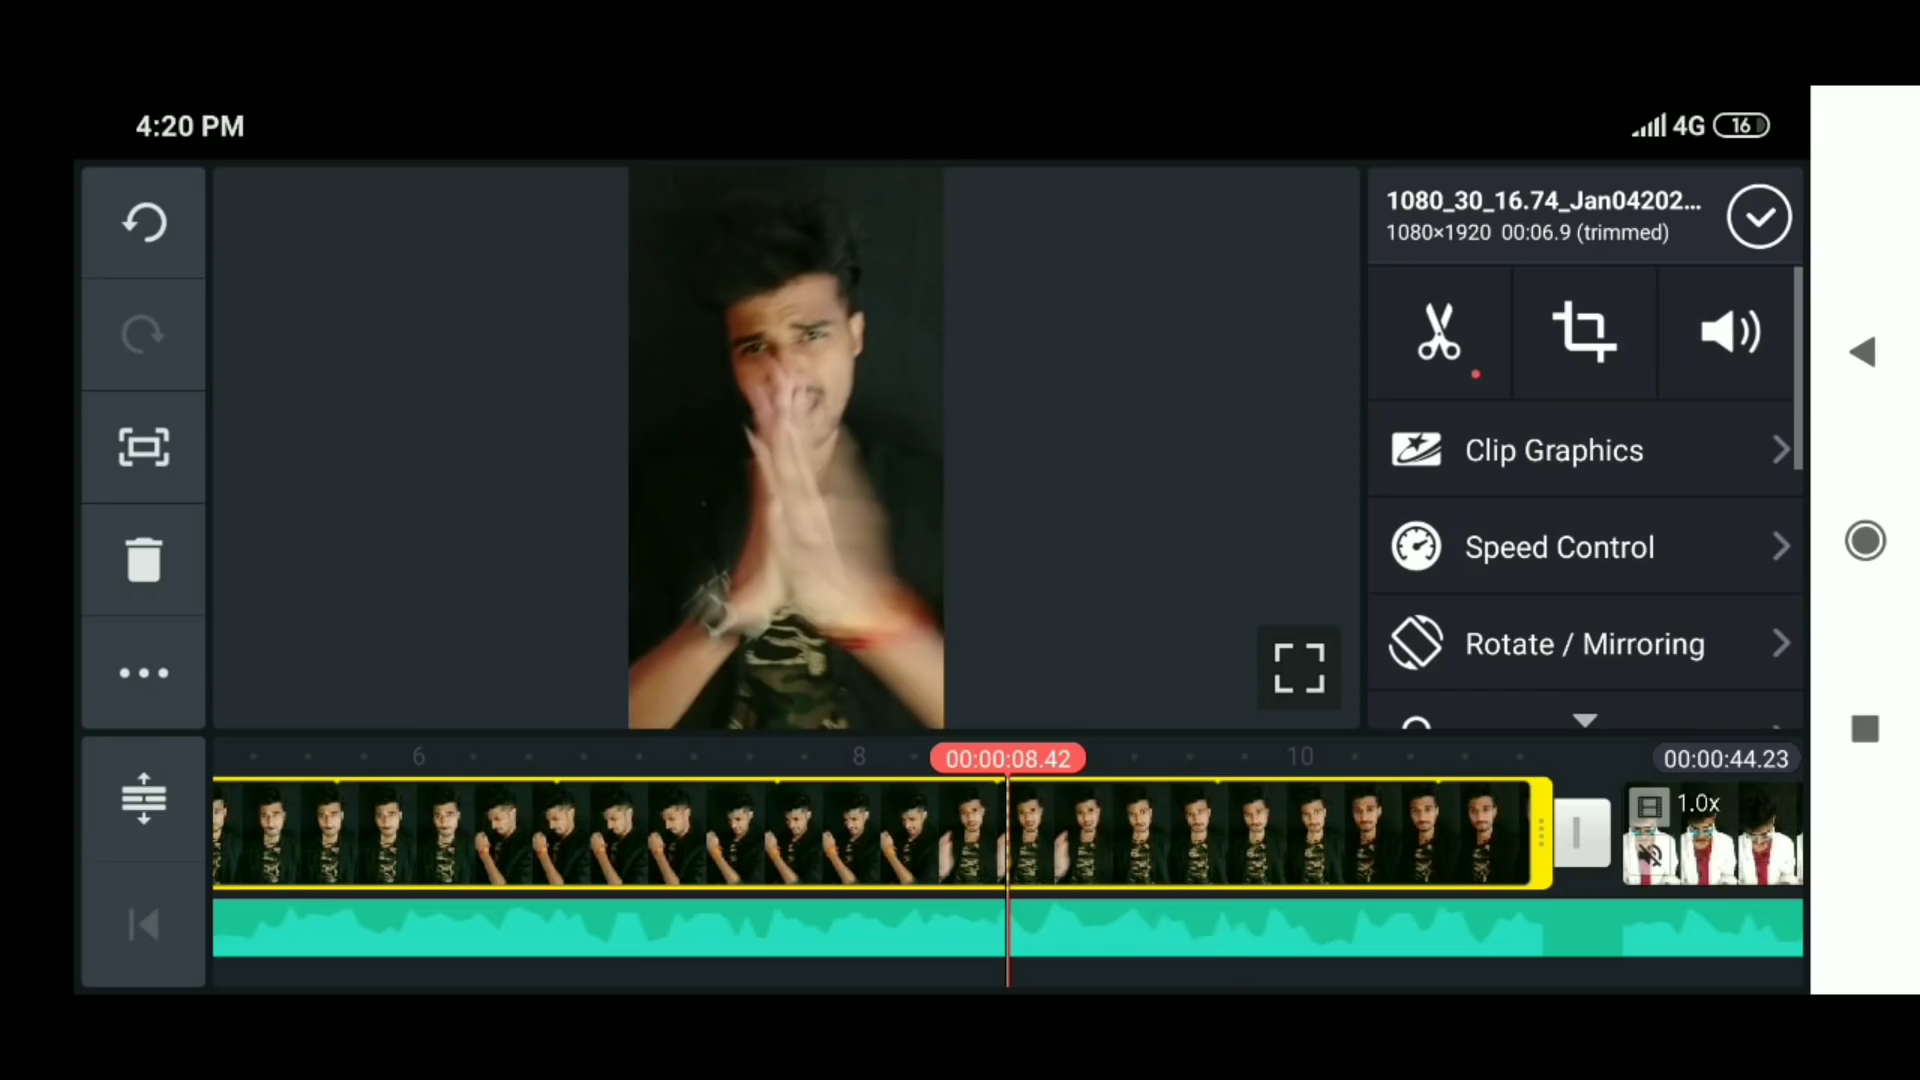 4:20 PM
4G 16
1080_30_16.74_Jan04202...
1080×1920 00:06.9 (trimmed)
Clip Graphics
Speed Control
Rotate / Mirroring
6
8
00:00:08.42
10
00:00:44.23
1.0x